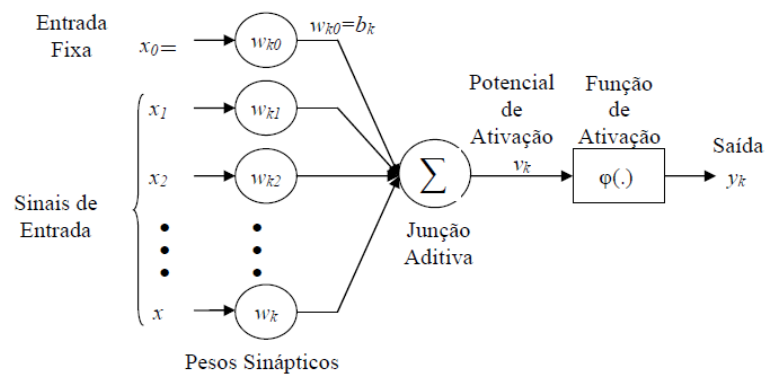 Entrada
Fixa
x0=
wk0
wk0=bk
Sinais de
Entrada
x1
wk1
x2
wk2
x
wk
Pesos Sinápticos
∑
Junção
Aditiva
Potencial
de
Ativação
vk
Função
de
Ativação
φ(.)
Saída
yk